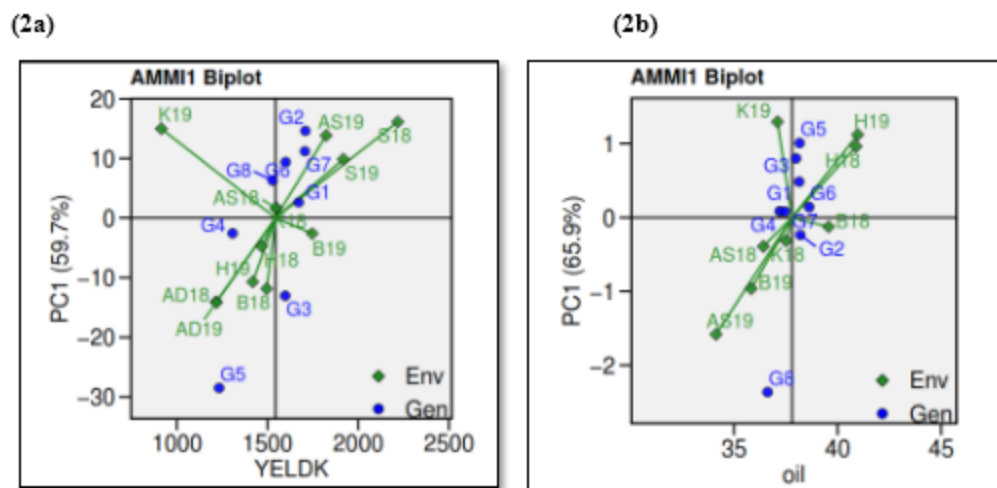 (2a)
(2b)
AMMI1 Biplot
20
10
0
−10
−20
−30
PC1 (59.7%)
K19
G2
AS19
S18
G8
G6
G7
S19
AS18
G1
K18
G4
B19
H19
H18
AD18
B18
G3
AD19
G5
Env
Gen
1000 1500 2000 2500
YELDK
AMMI1 Biplot
1
0
−1
−2
PC1 (65.9%)
K19
G5
H19
G3
H18
G1
G6
G4
G7
B18
AS18
K18
G2
B19
AS19
G8
Env
Gen
35 40 45
oil